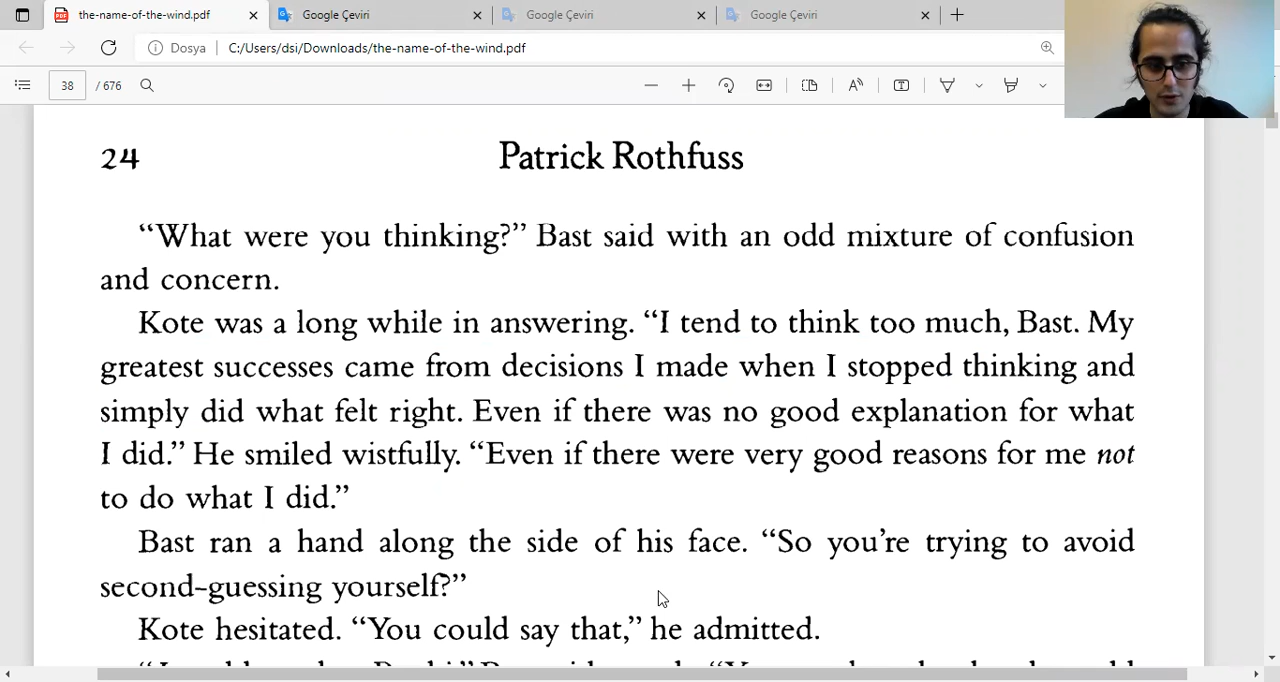 the-name-of-the-wind.pdf
Google Çeviri
Google Çeviri
Google Çeviri
Dosya
C:/Users/dsi/Downloads/the-name-of-the-wind.pdf
38 / 676
24 Patrick Rothfuss
“What were you thinking?” Bast said with an odd mixture of confusion
and concern.
Kote was a long while in answering. “I tend to think too much, Bast. My
greatest successes came from decisions I made when I stopped thinking and
simply did what felt right. Even if there was no good explanation for what
I did.” He smiled wistfully. “Even if there were very good reasons for me not
to do what I did.”
Bast ran a hand along the side of his face. “So you’re trying to avoid
second-guessing yourself?”
Kote hesitated. “You could say that,” he admitted.